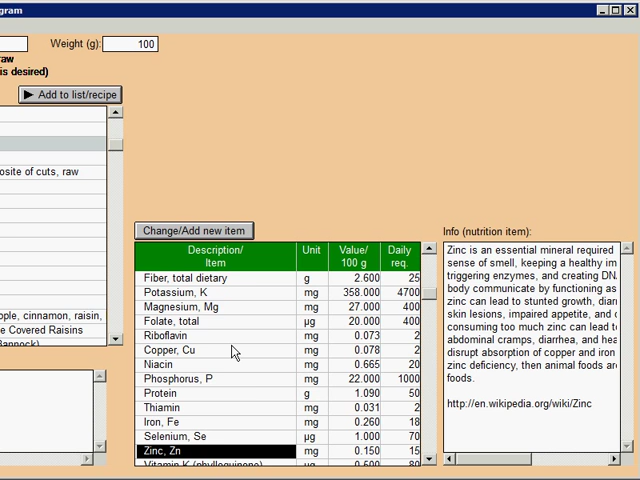 gram
Weight (g): 100
raw
is desired)
Add to list/recipe
osite of cuts, raw
Change/Add new item
Info (nutrition item):
Description/ Item Unit Value/ 100 g Daily req.
Fiber, total dietary g 2.600 25
Potassium, K mg 358.000 4700
Magnesium, Mg mg 27.000 400
Folate, total µg 20.000 400
Riboflavin mg 0.073 2
Copper, Cu mg 0.078 2
Niacin mg 0.665 20
Phosphorus, P mg 22.000 1000
Protein g 1.090 50
Thiamin mg 0.031 2
Iron, Fe mg 0.260 18
Selenium, Se µg 1.000 70
Zinc, Zn mg 0.150 15
Vitamin K (phylloquinone) µg 0.500 80
pple, cinnamon, raisin,
e Covered Raisins
Bannock)
Zinc is an essential mineral required
sense of smell, keeping a healthy im
triggering enzymes, and creating DN
body communicate by functioning as
zinc can lead to stunted growth, diar
skin lesions, impaired appetite, and
consuming too much zinc can lead t
abdominal cramps, diarrhea, and hea
disrupt absorption of copper and iron
zinc deficiency, then animal foods ar
foods.
http://en.wikipedia.org/wiki/Zinc